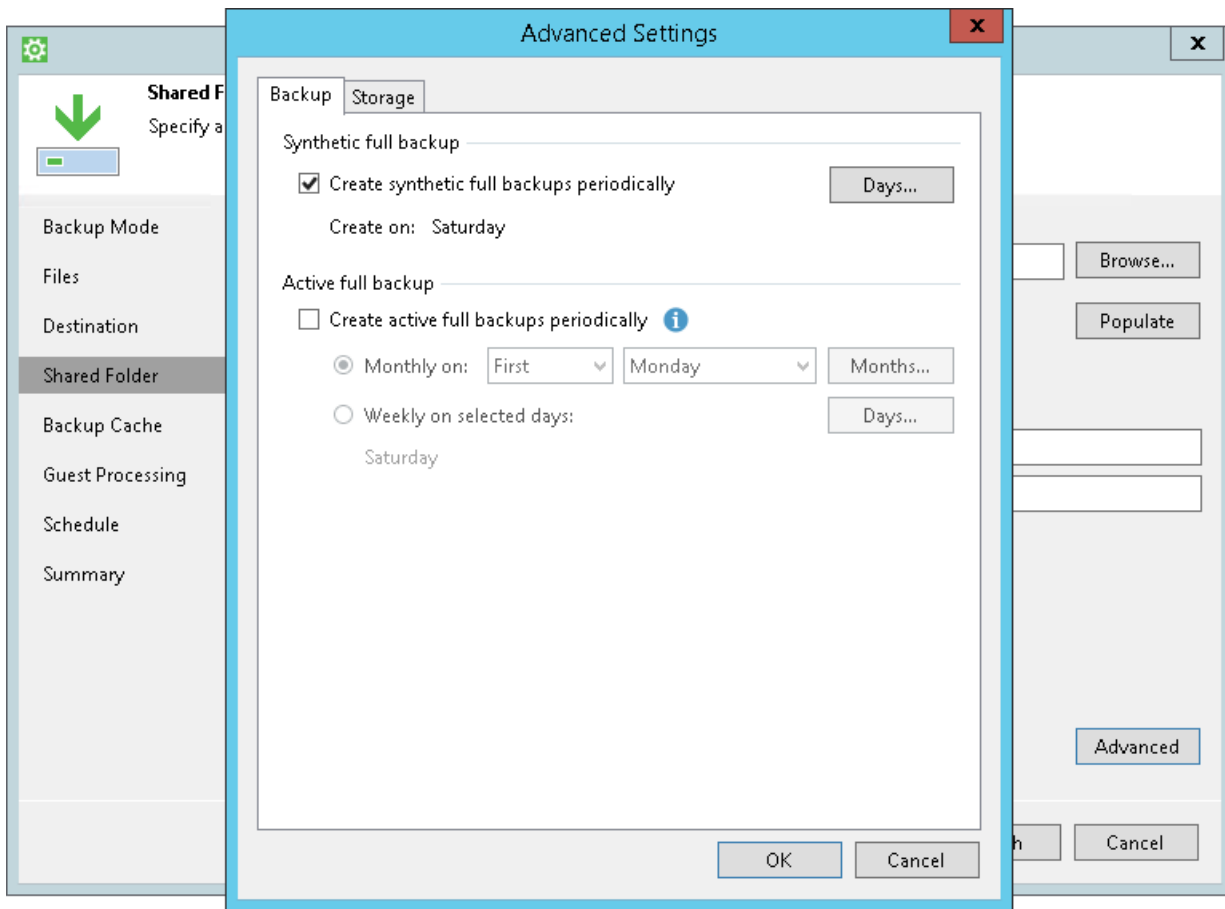 Advanced Settings
X
X
Shared F
Specify a
Backup Mode
Files
Destination
Shared Folder
Backup Cache
Guest Processing
Schedule
Summary
Backup Storage
Synthetic full backup
Create synthetic full backups periodically Days...
Create on: Saturday
Active full backup
Create active full backups periodically i
Monthly on: First Monday Months...
Weekly on selected days: Days...
Saturday
OK Cancel
Browse...
Populate
Advanced
h Cancel